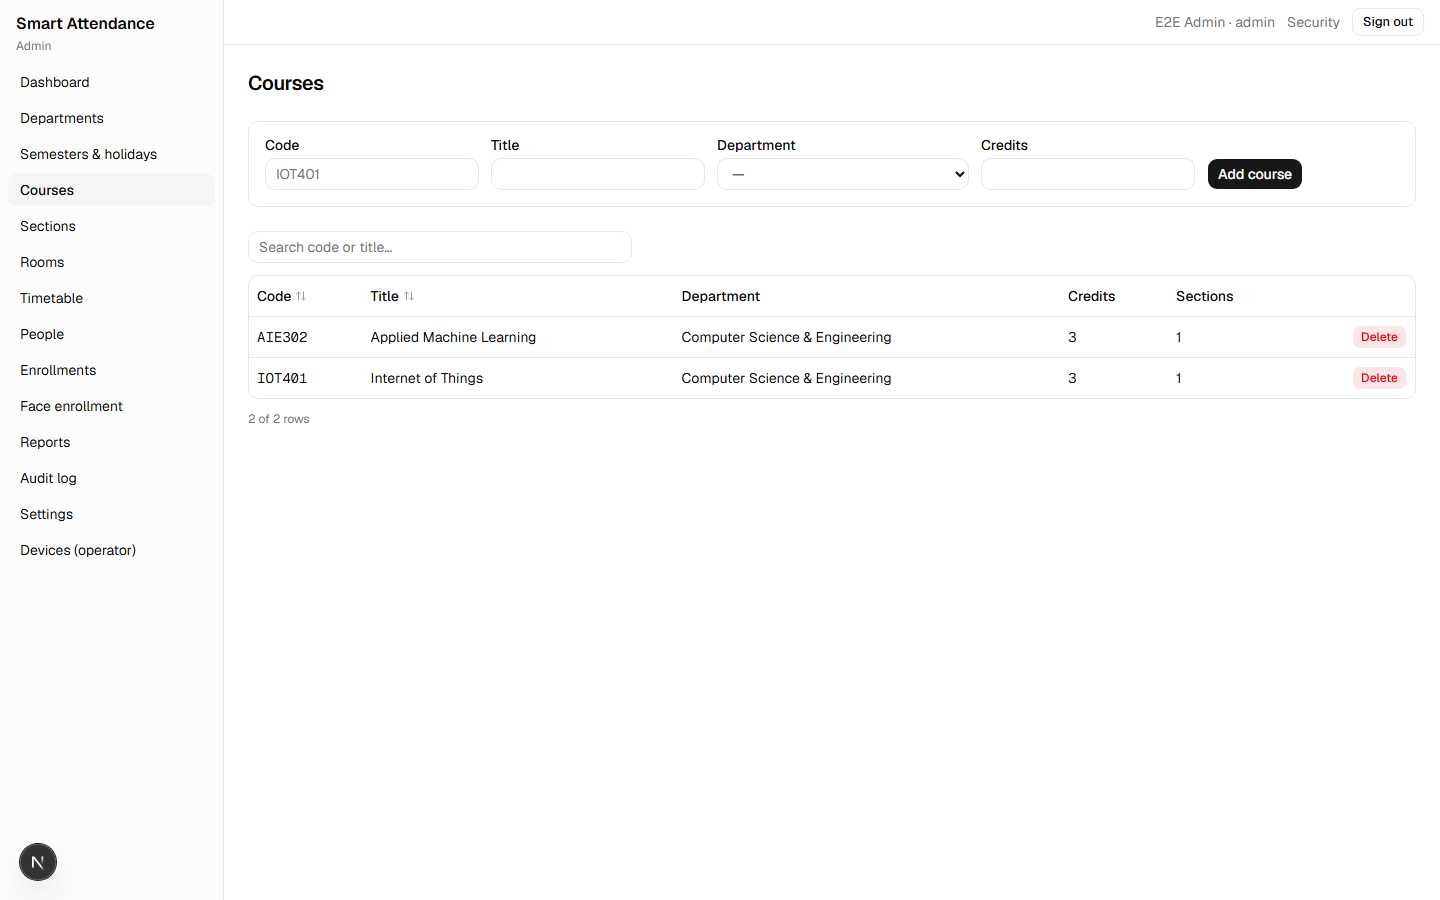 Smart Attendance
Admin
Dashboard
Departments
Semesters & holidays
Courses
Sections
Rooms
Timetable
People
Enrollments
Face enrollment
Reports
Audit log
Settings
Devices (operator)
N
E2E Admin · admin Security Sign out
Courses
Code Title Department Credits
IOT401 — Add course
Search code or title...
Code Title Department Credits Sections
AIE302 Applied Machine Learning Computer Science & Engineering 3 1 Delete
IOT401 Internet of Things Computer Science & Engineering 3 1 Delete
2 of 2 rows